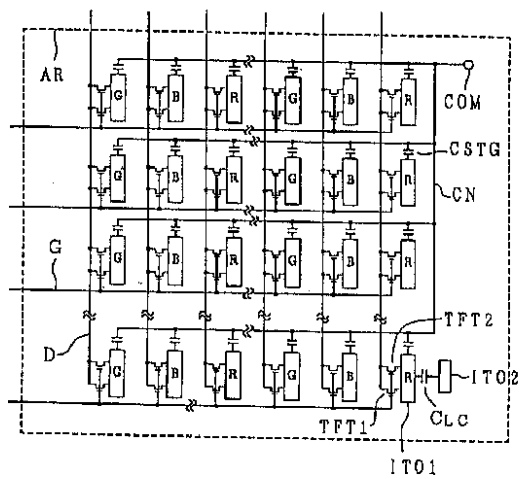 AR
COM
G B R G B R
CSTG
G B R G B R
CN
G
G B R G B R
D
TFT2
G B R G B R
ITO2
CLC
TFT1
ITO1